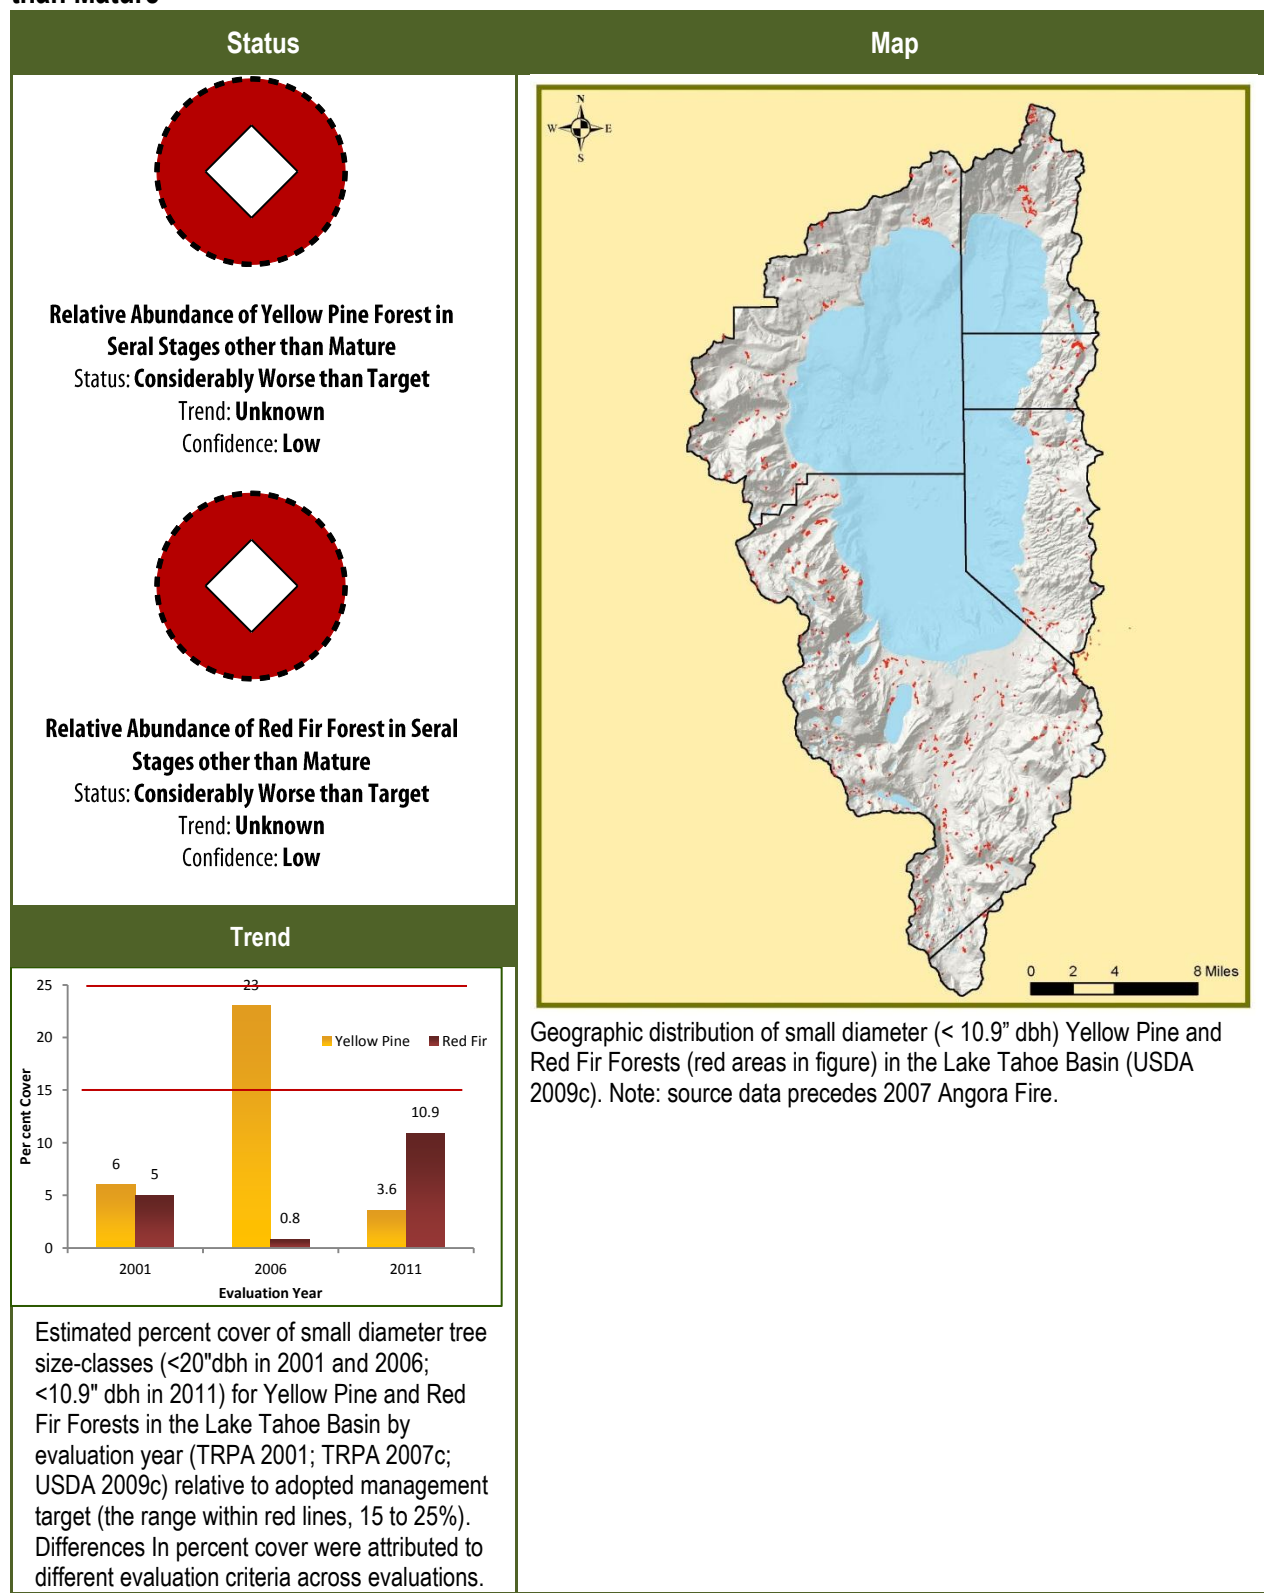 than Mature
Status
Map
Relative Abundance of Yellow Pine Forest in
Seral Stages other than Mature
Status: Considerably Worse than Target
Trend: Unknown
Confidence: Low
Relative Abundance of Red Fir Forest in Seral
Stages other than Mature
Status: Considerably Worse than Target
Trend: Unknown
Confidence: Low
N
W E
S
0 2 4 8 Miles
Geographic distribution of small diameter (< 10.9” dbh) Yellow Pine and
Red Fir Forests (red areas in figure) in the Lake Tahoe Basin (USDA
2009c). Note: source data precedes 2007 Angora Fire.
Trend
25
20
15
10
5
0
Per cent Cover
23
Yellow Pine Red Fir
10.9
6
5
3.6
0.8
2001 2006 2011
Evaluation Year
Estimated percent cover of small diameter tree
size-classes (<20"dbh in 2001 and 2006;
<10.9" dbh in 2011) for Yellow Pine and Red
Fir Forests in the Lake Tahoe Basin by
evaluation year (TRPA 2001; TRPA 2007c;
USDA 2009c) relative to adopted management
target (the range within red lines, 15 to 25%).
Differences In percent cover were attributed to
different evaluation criteria across evaluations.